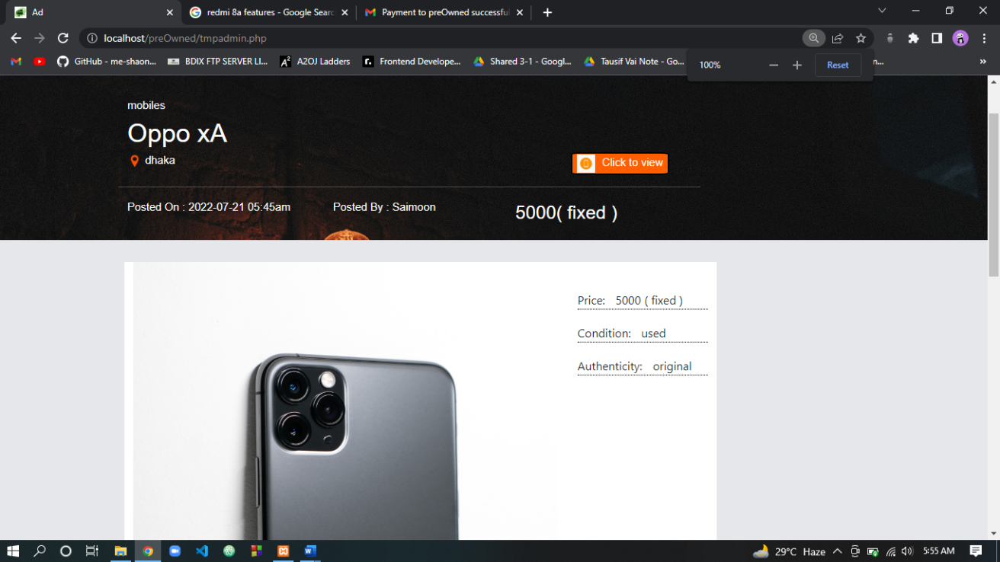 Ad
redmi 8a features - Google Searc
Payment to preOwned successful
localhost/preOwned/tmpadmin.php
GitHub - me-shaon...
BDIX FTP SERVER LI...
A2OJ Ladders
Frontend Develope...
Shared 3-1 - Googl...
Tausif Vai Note - Go...
n...
100%
Reset
mobiles
Oppo xA
dhaka
Click to view
Posted On : 2022-07-21 05:45am
Posted By : Saimoon
5000( fixed )
Price: 5000 ( fixed )
Condition: used
Authenticity: original
29°C Haze
5:55 AM